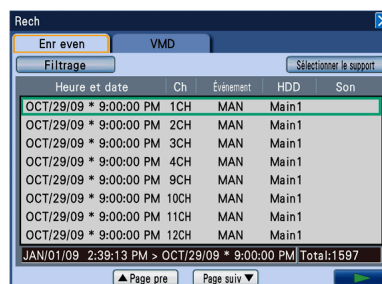 Rech
Enr even VMD
Filtrage Sélectionner le support
Heure et date Ch Événement HDD Son
OCT/29/09 * 9:00:00 PM 1CH MAN Main1
OCT/29/09 * 9:00:00 PM 2CH MAN Main1
OCT/29/09 * 9:00:00 PM 3CH MAN Main1
OCT/29/09 * 9:00:00 PM 4CH MAN Main1
OCT/29/09 * 9:00:00 PM 9CH MAN Main1
OCT/29/09 * 9:00:00 PM 10CH MAN Main1
OCT/29/09 * 9:00:00 PM 11CH MAN Main1
OCT/29/09 * 9:00:00 PM 12CH MAN Main1
JAN/01/09 2:39:13 PM > OCT/29/09 * 9:00:00 PM Total:1597
▲ Page pre Page suiv ▼